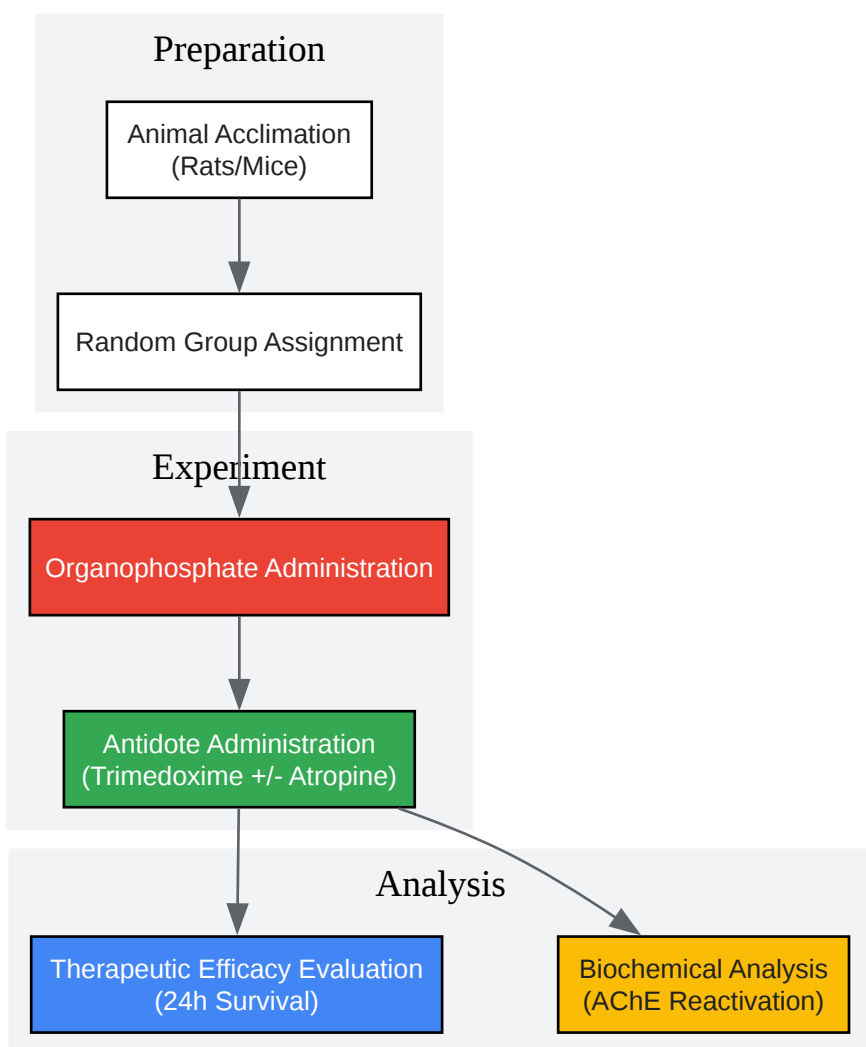 Preparation
Animal Acclimation
(Rats/Mice)
Random Group Assignment
Experiment
Organophosphate Administration
Antidote Administration
(Trimedoxime +/- Atropine)
Analysis
Therapeutic Efficacy Evaluation
(24h Survival)
Biochemical Analysis
(AChE Reactivation)